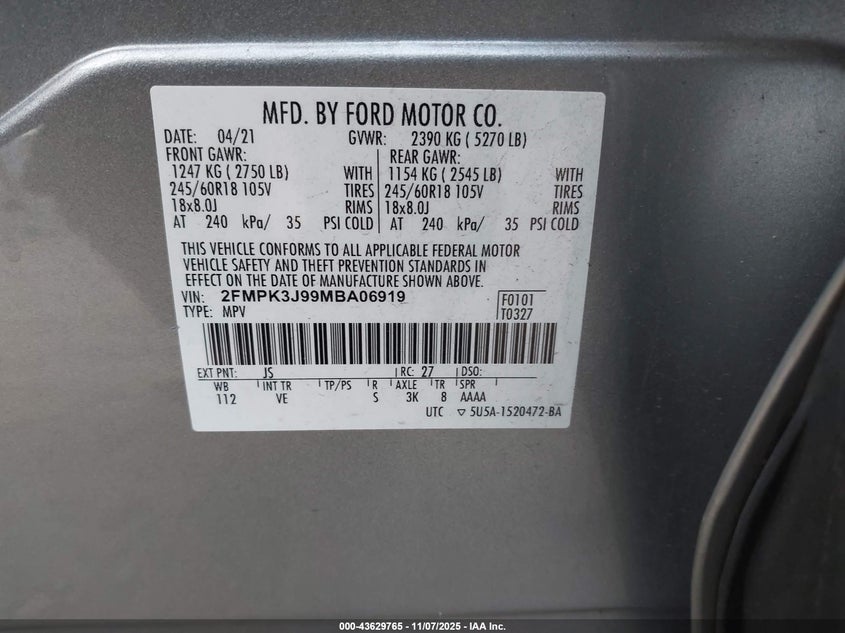 MFD. BY FORD MOTOR CO.
DATE: 04/21 GVWR: 2390 KG ( 5270 LB)
FRONT GAWR: REAR GAWR:
1247 KG ( 2750 LB) WITH 1154 KG ( 2545 LB) WITH
245/60R18 105V TIRES 245/60R18 105V TIRES
18x8.0J RIMS 18x8.0J RIMS
AT 240 kPa/ 35 PSI COLD AT 240 kPa/ 35 PSI COLD
THIS VEHICLE CONFORMS TO ALL APPLICABLE FEDERAL MOTOR
VEHICLE SAFETY AND THEFT PREVENTION STANDARDS IN
EFFECT ON THE DATE OF MANUFACTURE SHOWN ABOVE.
VIN: 2FMPK3J99MBA06919 F0101
TYPE: MPV T0327
EXT PNT: JS RC: 27 DSO:
WB INT TR TP/PS R AXLE TR SPR
112 VE S 3K 8 AAAA
UTC ▽ 5U5A-1520472-BA
000-43629765 - 11/07/2025 - IAA Inc.